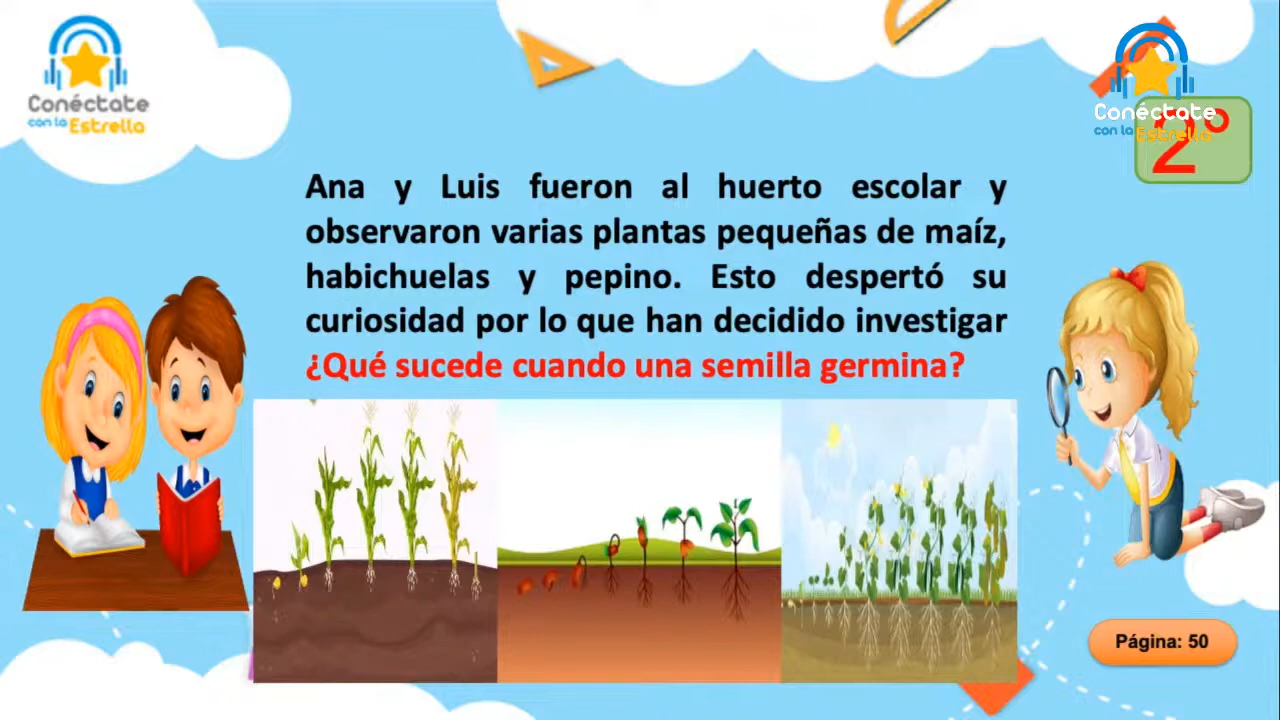 Conéctate
con la Estrella
Conéctate
con la Estrella
2°
Ana y Luis fueron al huerto escolar y
observaron varias plantas pequeñas de maíz,
habichuelas y pepino. Esto despertó su
curiosidad por lo que han decidido investigar
¿Qué sucede cuando una semilla germina?
Página: 50